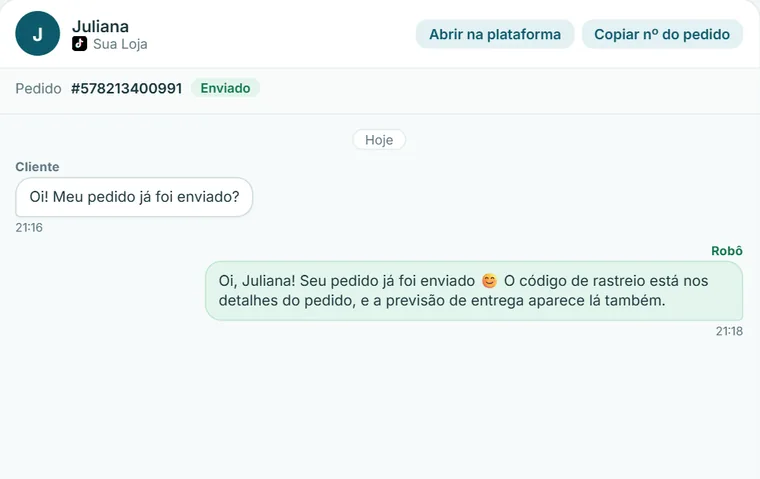 J
Juliana
Sua Loja
Abrir na plataforma
Copiar nº do pedido
Pedido #578213400991 Enviado
Hoje
Cliente
Oi! Meu pedido já foi enviado?
21:16
Robô
Oi, Juliana! Seu pedido já foi enviado 😊 O código de rastreio está nos
detalhes do pedido, e a previsão de entrega aparece lá também.
21:18